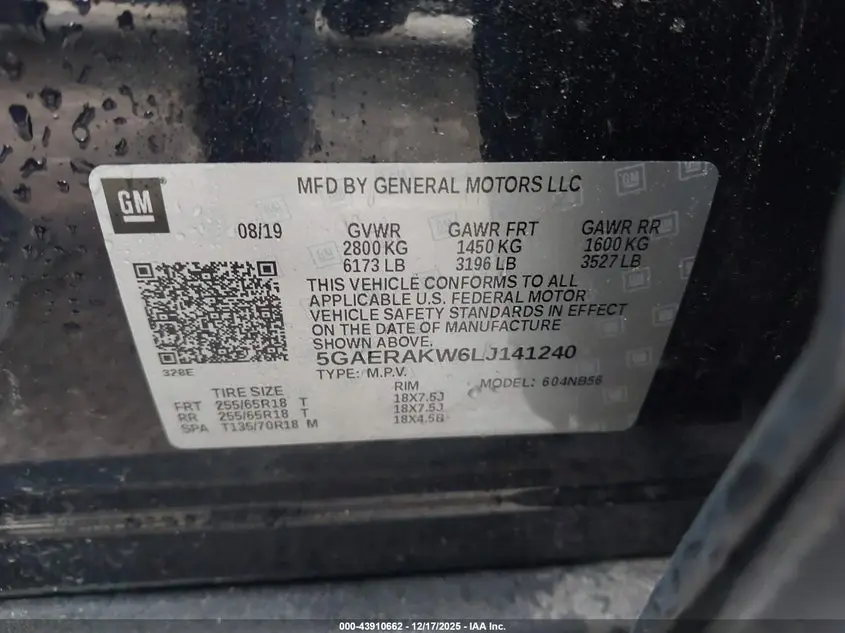 GM
MFD BY GENERAL MOTORS LLC
08/19 GVWR GAWR FRT GAWR RR
2800 KG 1450 KG 1600 KG
6173 LB 3196 LB 3527 LB
THIS VEHICLE CONFORMS TO ALL
APPLICABLE U.S. FEDERAL MOTOR
VEHICLE SAFETY STANDARDS IN EFFECT
ON THE DATE OF MANUFACTURE
SHOWN ABOVE.
5GAERAKW6LJ141240
328E
TYPE: M.P.V. MODEL: 604NB56
TIRE SIZE RIM
FRT 255/65R18 T 18X7.5J
RR 255/65R18 T 18X7.5J
SPA T135/70R18 M 18X4.5B
000-43910662 - 12/17/2025 - IAA Inc.